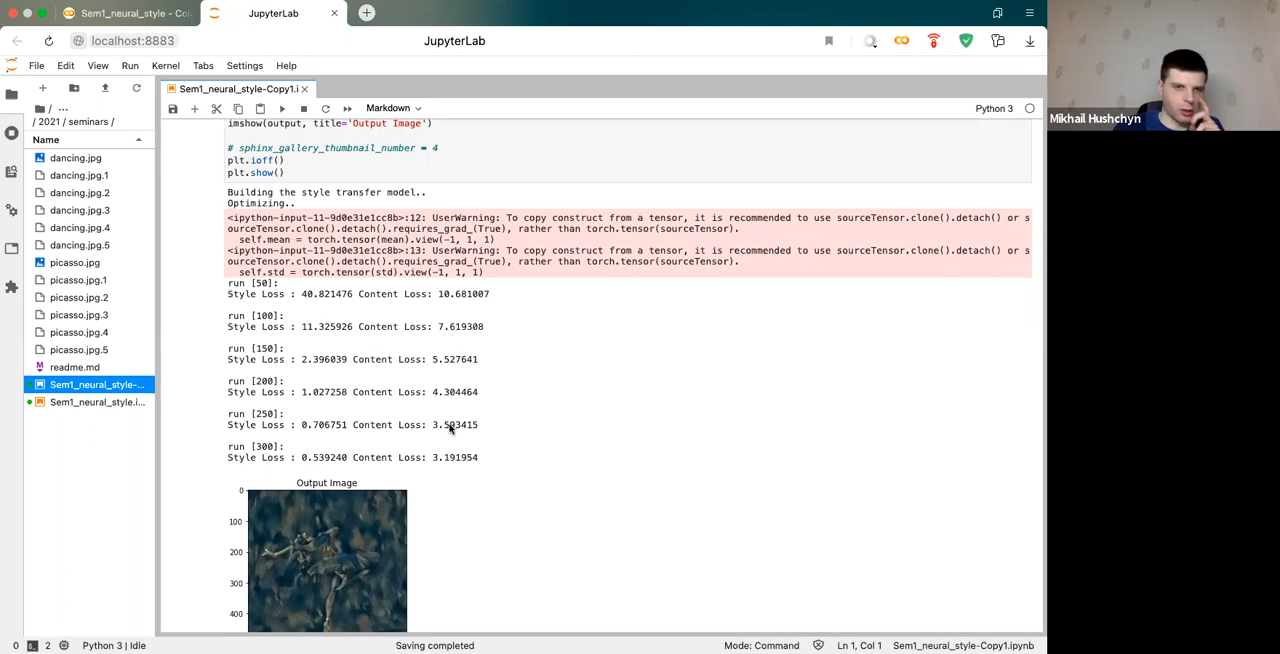 Sem1_neural_style - Col
JupyterLab
localhost:8883
JupyterLab
File Edit View Run Kernel Tabs Settings Help
Sem1_neural_style-Copy1.i
Markdown
Python 3
/ ...
/ 2021 / seminars /
Name
dancing.jpg
dancing.jpg.1
dancing.jpg.2
dancing.jpg.3
dancing.jpg.4
dancing.jpg.5
picasso.jpg
picasso.jpg.1
picasso.jpg.2
picasso.jpg.3
picasso.jpg.4
picasso.jpg.5
readme.md
Sem1_neural_style-...
Sem1_neural_style.i...
imshow(output, title='Output Image')
# sphinx_gallery_thumbnail_number = 4
plt.ioff()
plt.show()
Building the style transfer model..
Optimizing..
<ipython-input-11-9d0e31e1cc8b>:12: UserWarning: To copy construct from a tensor, it is recommended to use sourceTensor.clone().detach() or s
ourceTensor.clone().detach().requires_grad_(True), rather than torch.tensor(sourceTensor).
self.mean = torch.tensor(mean).view(-1, 1, 1)
<ipython-input-11-9d0e31e1cc8b>:13: UserWarning: To copy construct from a tensor, it is recommended to use sourceTensor.clone().detach() or s
ourceTensor.clone().detach().requires_grad_(True), rather than torch.tensor(sourceTensor).
self.std = torch.tensor(std).view(-1, 1, 1)
run [50]:
Style Loss : 40.821476 Content Loss: 10.681007
run [100]:
Style Loss : 11.325926 Content Loss: 7.619308
run [150]:
Style Loss : 2.396039 Content Loss: 5.527641
run [200]:
Style Loss : 1.027258 Content Loss: 4.304464
run [250]:
Style Loss : 0.706751 Content Loss:
run [300]:
Style Loss : 0.539240 Content Loss: 3.191954
Output Image
0
100
200
300
400
0 2 Python 3 | Idle Saving completed Mode: Command Ln 1, Col 1 Sem1_neural_style-Copy1.ipynb
Mikhail Hushchyn